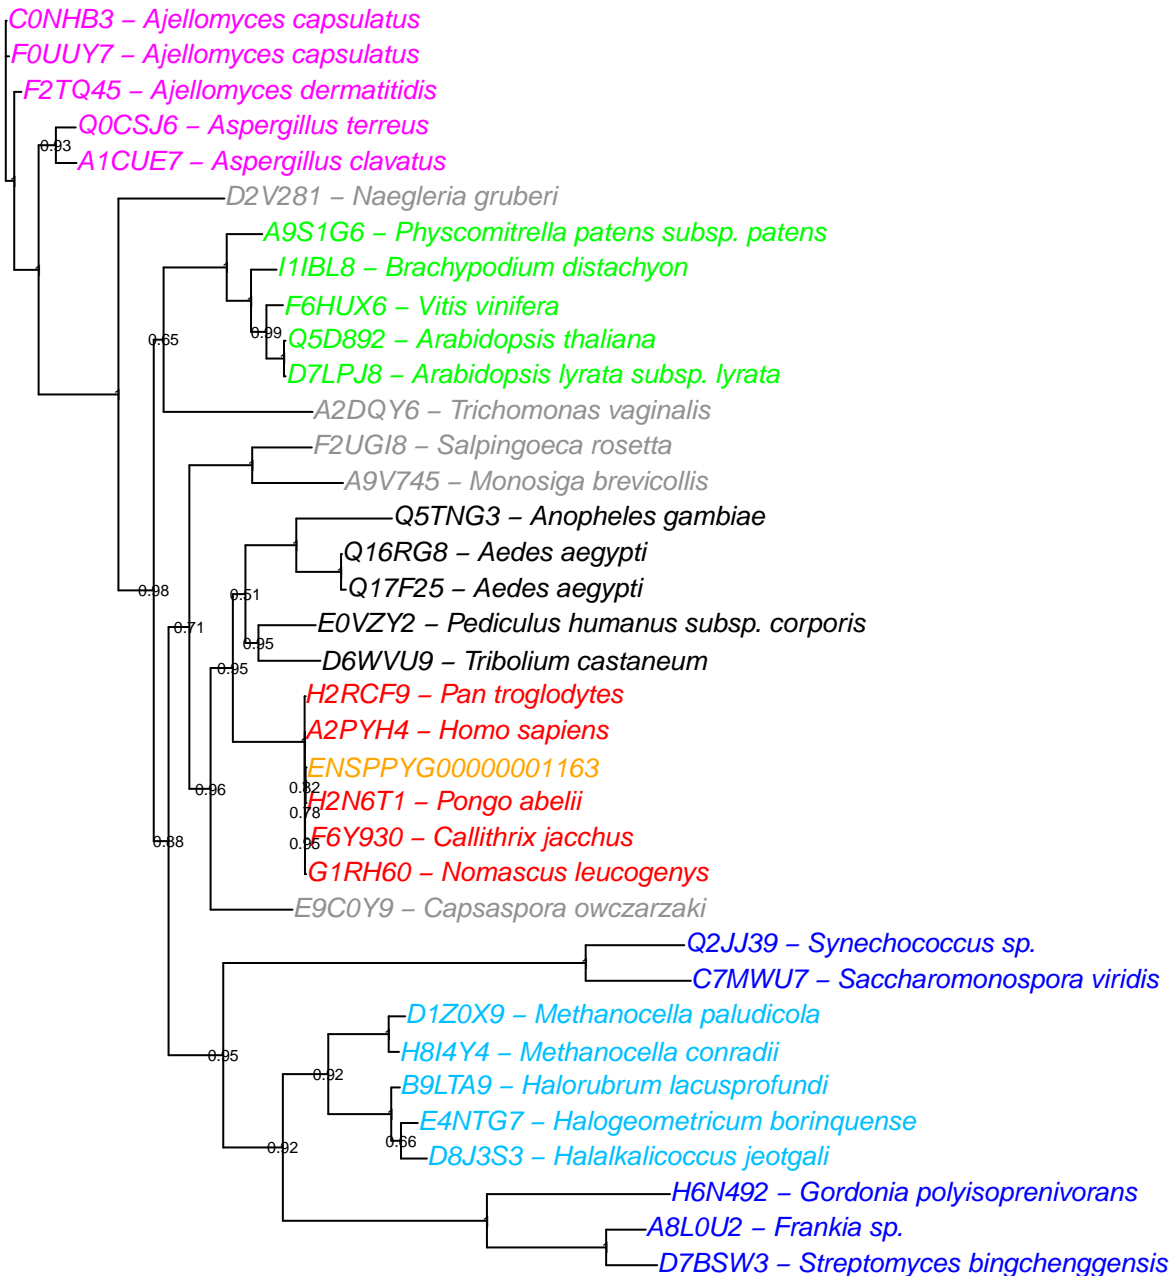 C0NHB3 – Ajellomyces capsulatus
F0UUY7 – Ajellomyces capsulatus
F2TQ45 – Ajellomyces dermatitidis
Q0CSJ6 – Aspergillus terreus
0.93
A1CUE7 – Aspergillus clavatus
D2V281 – Naegleria gruberi
A9S1G6 – Physcomitrella patens subsp. patens
I1IBL8 – Brachypodium distachyon
F6HUX6 – Vitis vinifera
0.99
Q5D892 – Arabidopsis thaliana
0.65
D7LPJ8 – Arabidopsis lyrata subsp. lyrata
A2DQY6 – Trichomonas vaginalis
F2UGI8 – Salpingoeca rosetta
A9V745 – Monosiga brevicollis
Q5TNG3 – Anopheles gambiae
Q16RG8 – Aedes aegypti
Q17F25 – Aedes aegypti
0.98
0.51
E0VZY2 – Pediculus humanus subsp. corporis
0.71
0.95
D6WVU9 – Tribolium castaneum
0.95
H2RCF9 – Pan troglodytes
A2PYH4 – Homo sapiens
ENSPPYG00000001163
0.96
0.82
H2N6T1 – Pongo abelii
0.78
F6Y930 – Callithrix jacchus
0.95
G1RH60 – Nomascus leucogenys
E9C0Y9 – Capsaspora owczarzaki
Q2JJ39 – Synechococcus sp.
C7MWU7 – Saccharomonospora viridis
D1Z0X9 – Methanocella paludicola
H8I4Y4 – Methanocella conradii
0.95
0.92
B9LTA9 – Halorubrum lacusprofundi
E4NTG7 – Halogeometricum borinquense
0.66
0.92
D8J3S3 – Halalkalicoccus jeotgali
H6N492 – Gordonia polyisoprenivorans
A8L0U2 – Frankia sp.
D7BSW3 – Streptomyces bingchenggensis